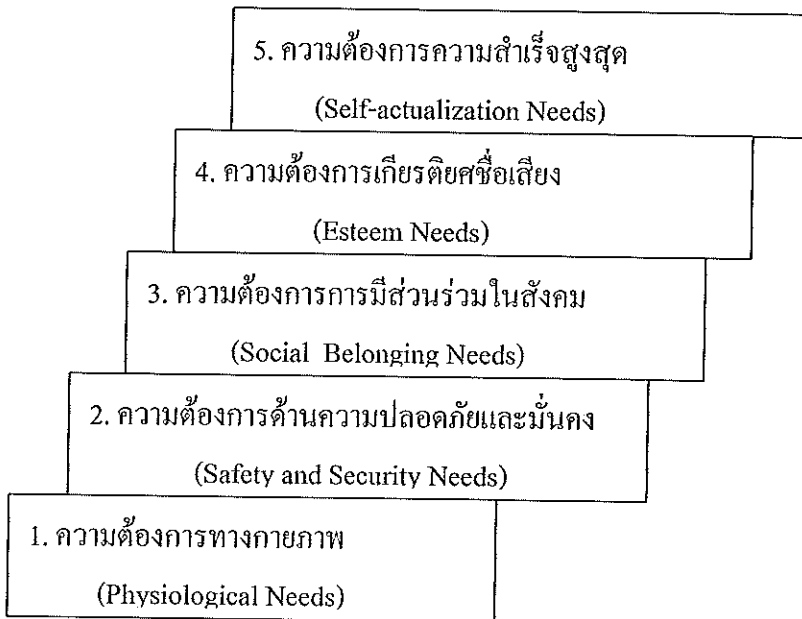 5. ความต้องการความสำเร็จสูงสุด
(Self-actualization Needs)
4. ความต้องการเกียรติยศชื่อเสียง
(Esteem Needs)
3. ความต้องการการมีส่วนร่วมในสังคม
(Social Belonging Needs)
2. ความต้องการด้านความปลอดภัยและมั่นคง
(Safety and Security Needs)
1. ความต้องการทางกายภาพ
(Physiological Needs)